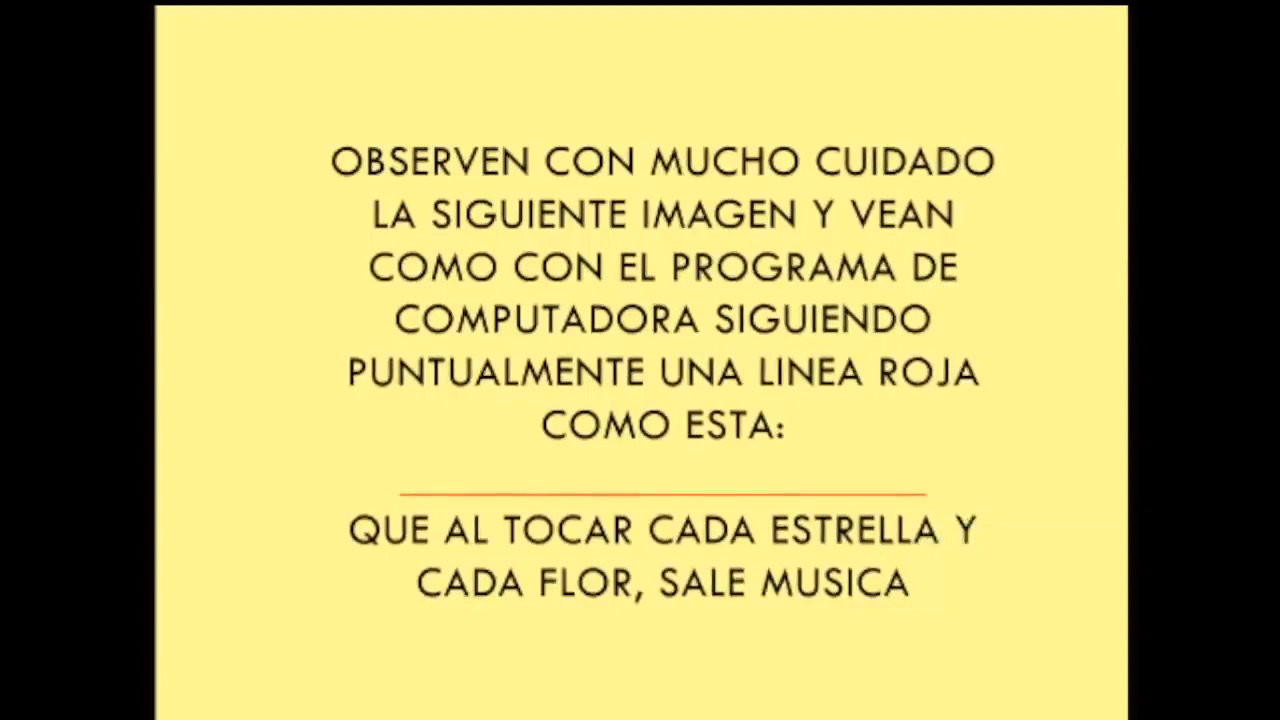 OBSERVEN CON MUCHO CUIDADO
LA SIGUIENTE IMAGEN Y VEAN
COMO CON EL PROGRAMA DE
COMPUTADORA SIGUIENDO
PUNTUALMENTE UNA LINEA ROJA
COMO ESTA:
QUE AL TOCAR CADA ESTRELLA Y
CADA FLOR, SALE MUSICA